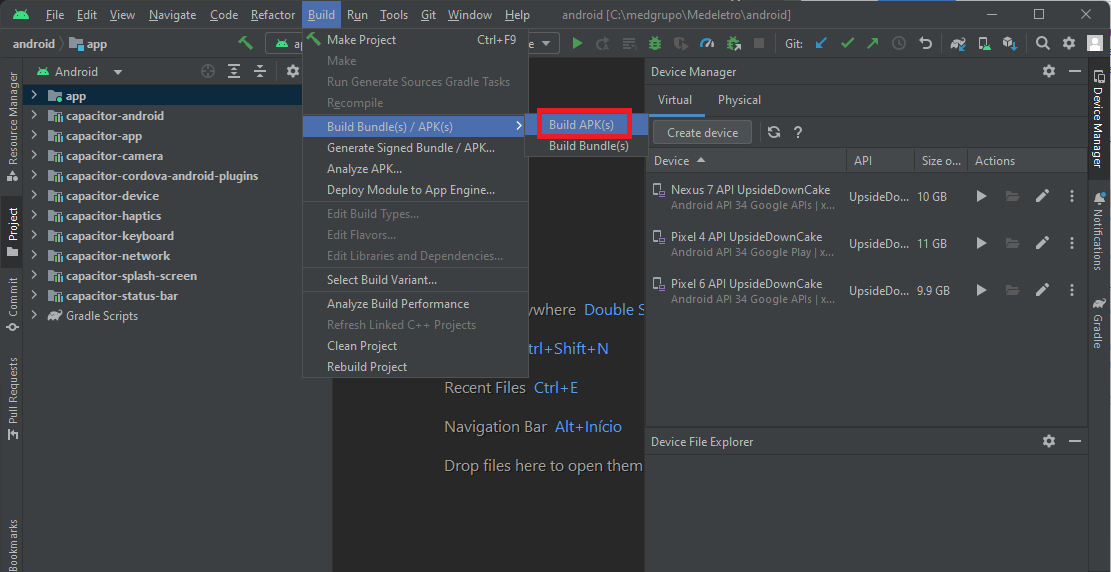 File Edit View Navigate Code Refactor Build Run Tools Git Window Help android [C:\medgrupo\Medeletro\android]
android app Git:
Resource Manager
Project
Commit
Pull Requests
Bookmarks
Android
app
capacitor-android
capacitor-app
capacitor-camera
capacitor-cordova-android-plugins
capacitor-device
capacitor-haptics
capacitor-keyboard
capacitor-network
capacitor-splash-screen
capacitor-status-bar
Gradle Scripts
Make Project Ctrl+F9
Make
Run Generate Sources Gradle Tasks
Recompile
Build Bundle(s) / APK(s)
Generate Signed Bundle / APK...
Analyze APK...
Deploy Module to App Engine...
Edit Build Types...
Edit Flavors...
Edit Libraries and Dependencies...
Select Build Variant...
Analyze Build Performance
Refresh Linked C++ Projects
Clean Project
Rebuild Project
Build APK(s)
Build Bundle(s)
ywhere Double S
trl+Shift+N
Recent Files Ctrl+E
Navigation Bar Alt+Início
Drop files here to open them
Device Manager
Virtual Physical
Create device ?
Device API Size o... Actions
Nexus 7 API UpsideDownCake
Android API 34 Google APIs | x... UpsideDo... 10 GB
Pixel 4 API UpsideDownCake
Android API 34 Google Play | x... UpsideDo... 11 GB
Pixel 6 API UpsideDownCake
Android API 34 Google APIs | x... UpsideDo... 9.9 GB
Device File Explorer
Device Manager
Notifications
Gradle